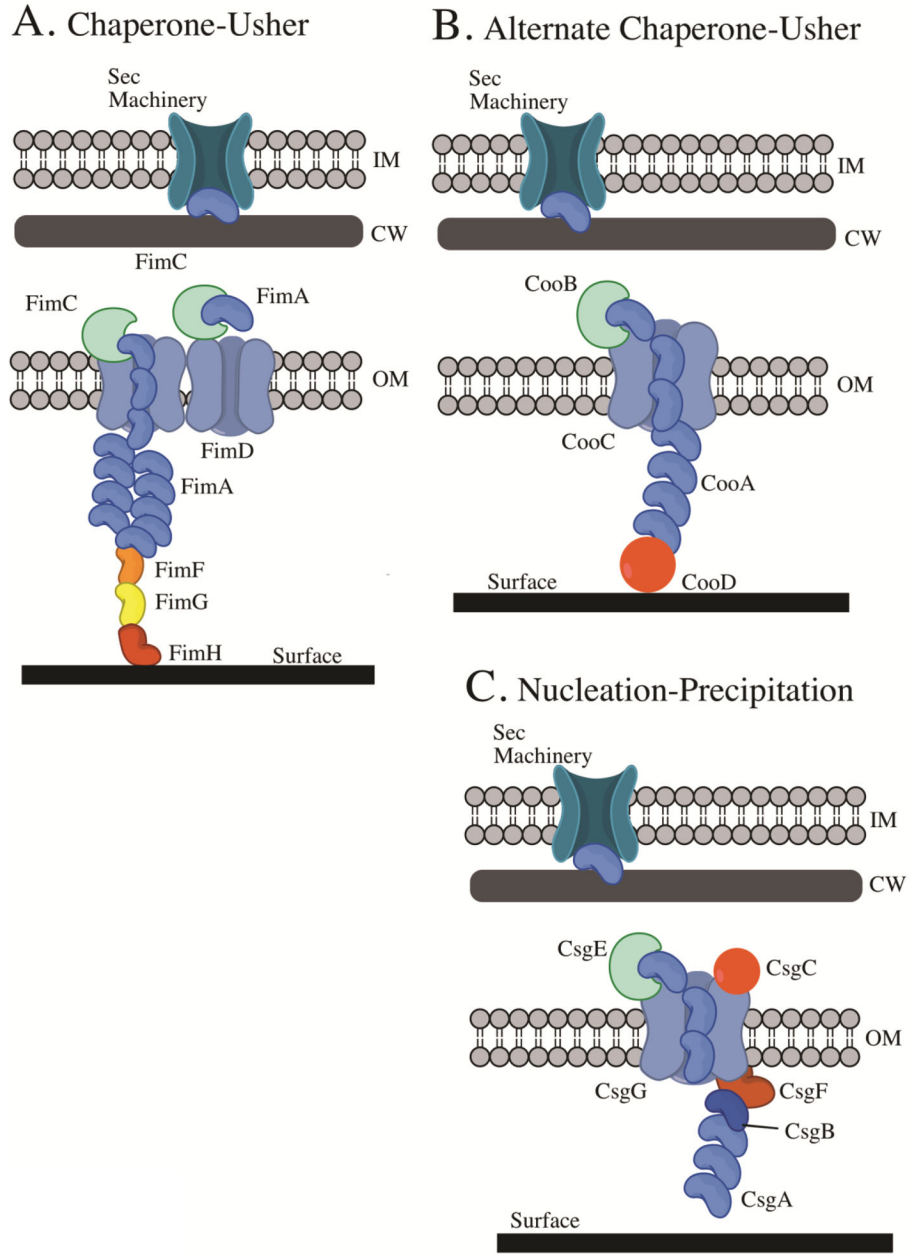 A. Chaperone-Usher
Sec
Machinery
IM
CW
FimC
FimC
FimA
OM
FimD
FimA
FimF
FimG
FimH
Surface
B. Alternate Chaperone-Usher
Sec
Machinery
IM
CW
CooB
OM
CooC
CooA
Surface
CooD
C. Nucleation-Precipitation
Sec
Machinery
IM
CW
CsgE
CsgC
OM
CsgG
CsgF
CsgB
CsgA
Surface